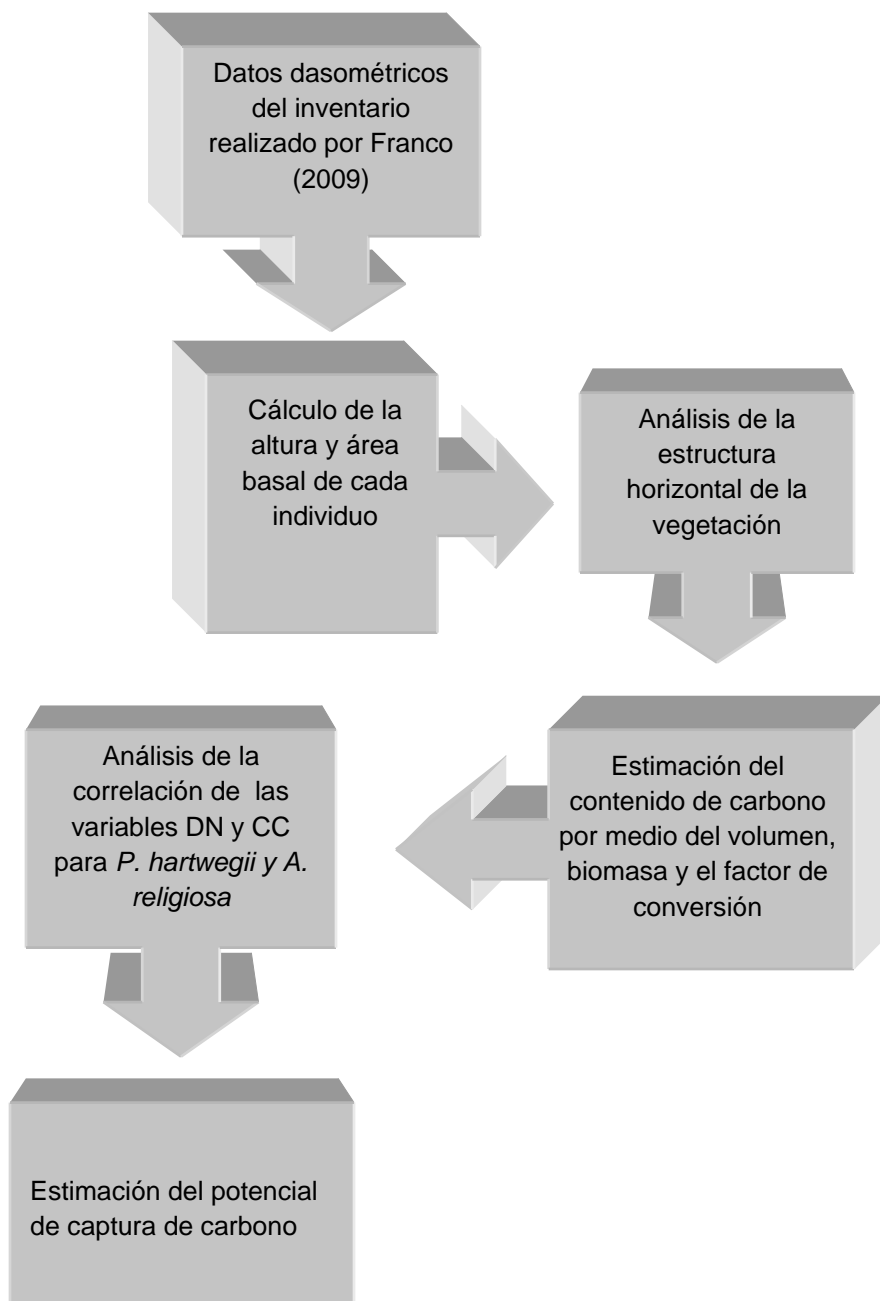 Datos dasométricos
del inventario
realizado por Franco
(2009)
Cálculo de la
altura y área
basal de cada
individuo
Análisis de la
estructura
horizontal de la
vegetación
Estimación del
contenido de carbono
por medio del volumen,
biomasa y el factor de
conversión
Análisis de la
correlación de las
variables DN y CC
para P. hartwegii y A.
religiosa
Estimación del potencial
de captura de carbono